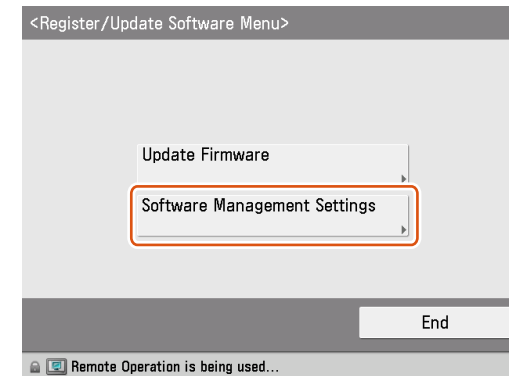 <Register/Update Software Menu>
Update Firmware
Software Management Settings
End
Remote Operation is being used...